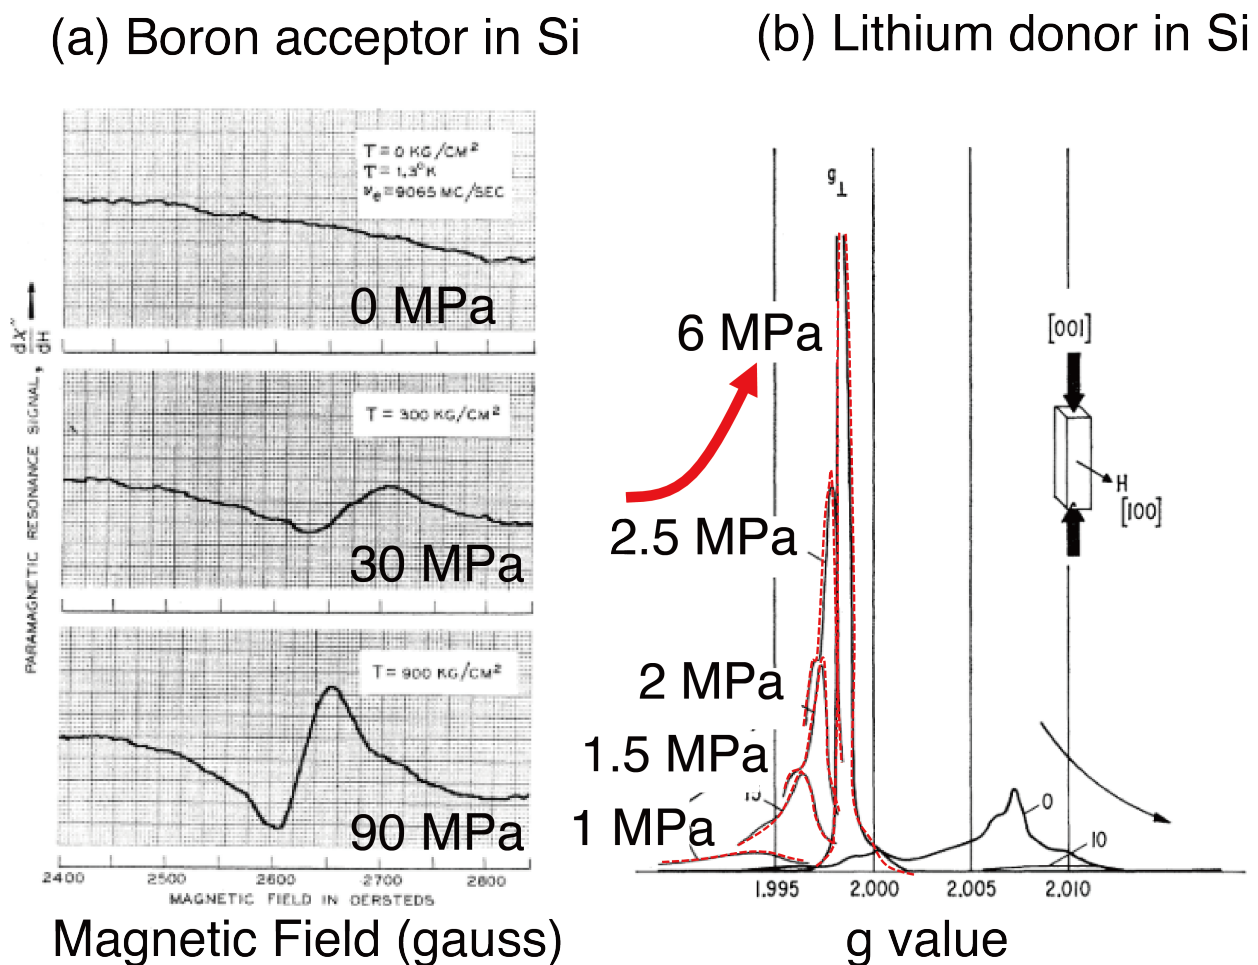 (a) Boron acceptor in Si
T = 0 KG/CM²
T = 1.3°K
νe = 9065 MC/SEC
0 MPa
T = 300 KG/CM²
30 MPa
T = 900 KG/CM²
90 MPa
PARAMAGNETIC RESONANCE SIGNAL, dχ″/dH
2400 2500 2600 2700 2800
MAGNETIC FIELD IN OERSTEDS
Magnetic Field (gauss)
(b) Lithium donor in Si
g⊥
6 MPa
[001]
H
[100]
2.5 MPa
2 MPa
1.5 MPa
1 MPa
0
10
1.995 2.000 2.005 2.010
g value